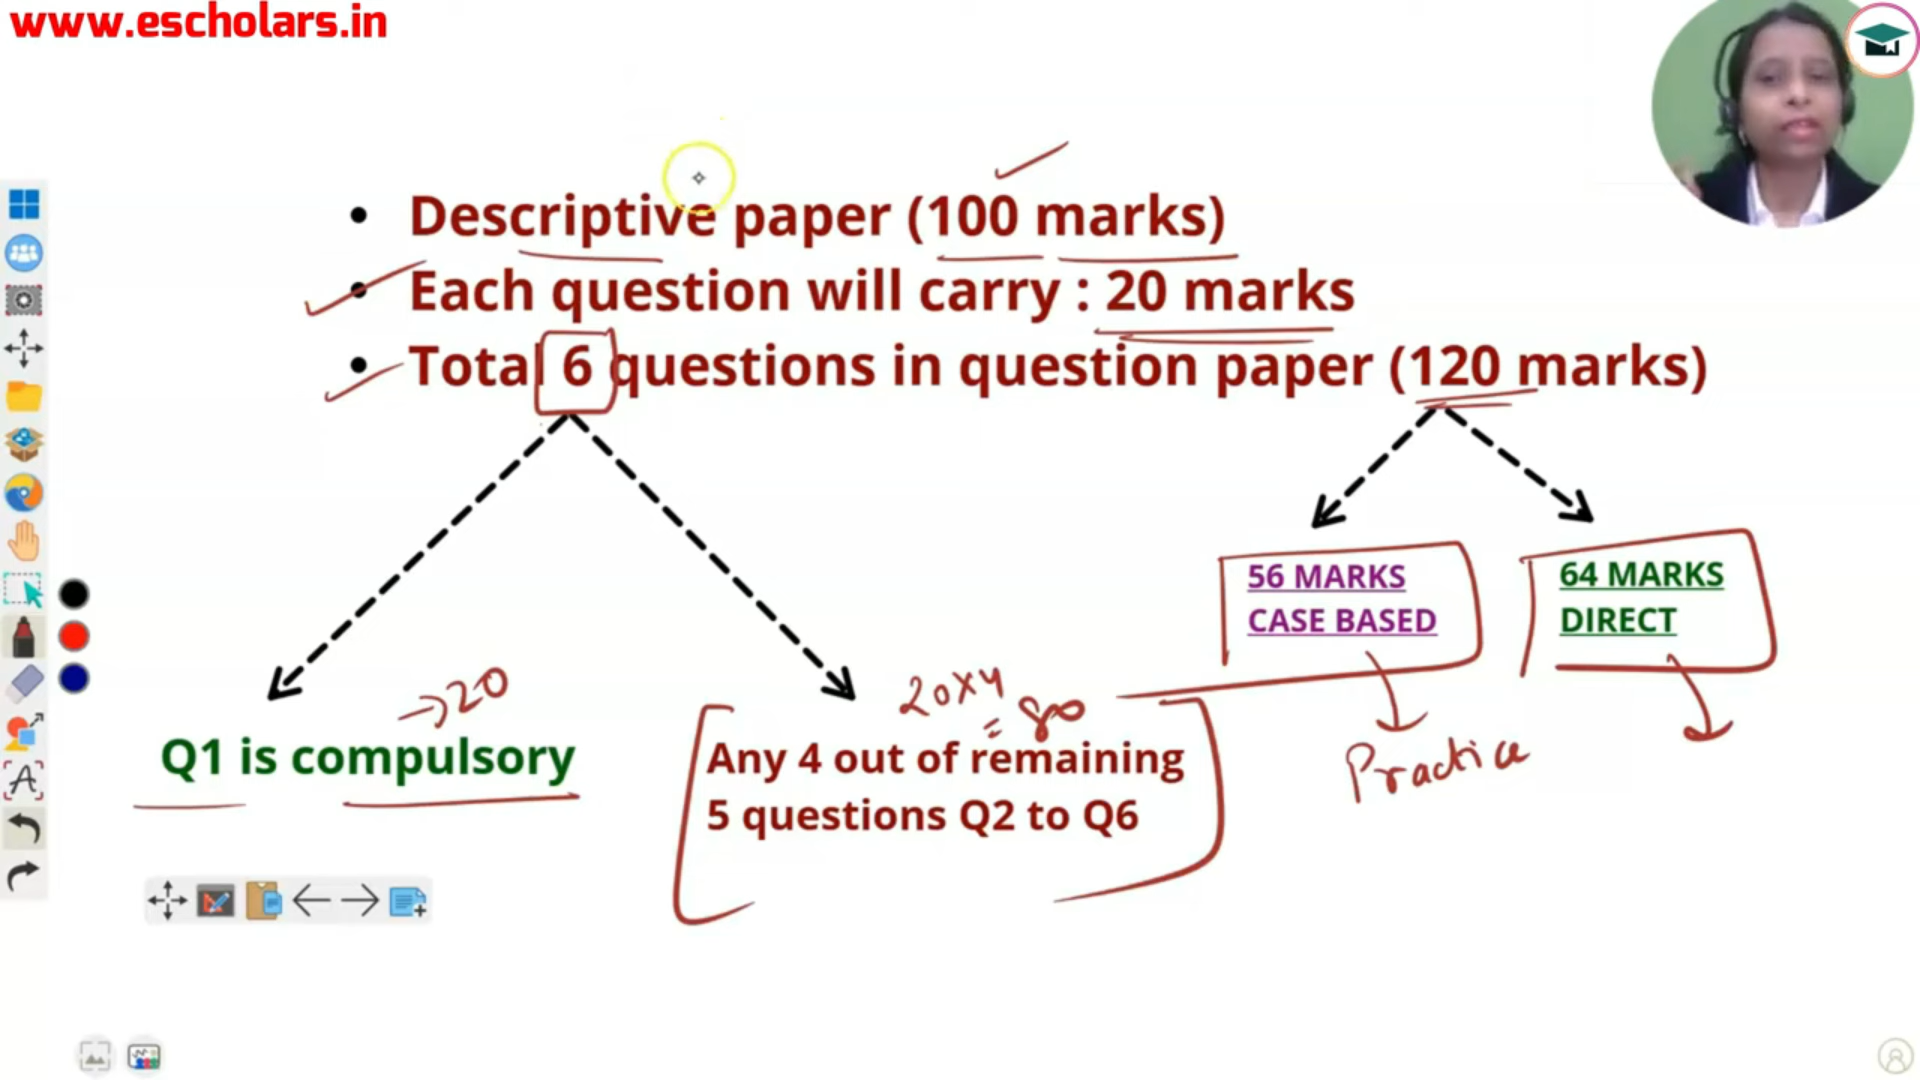 www.escholars.in
• Descriptive paper (100 marks)
• Each question will carry : 20 marks
• Total 6 questions in question paper (120 marks)
56 MARKS
CASE BASED
64 MARKS
DIRECT
→20
Q1 is compulsory
20x4
= 80
Any 4 out of remaining
5 questions Q2 to Q6
Practice